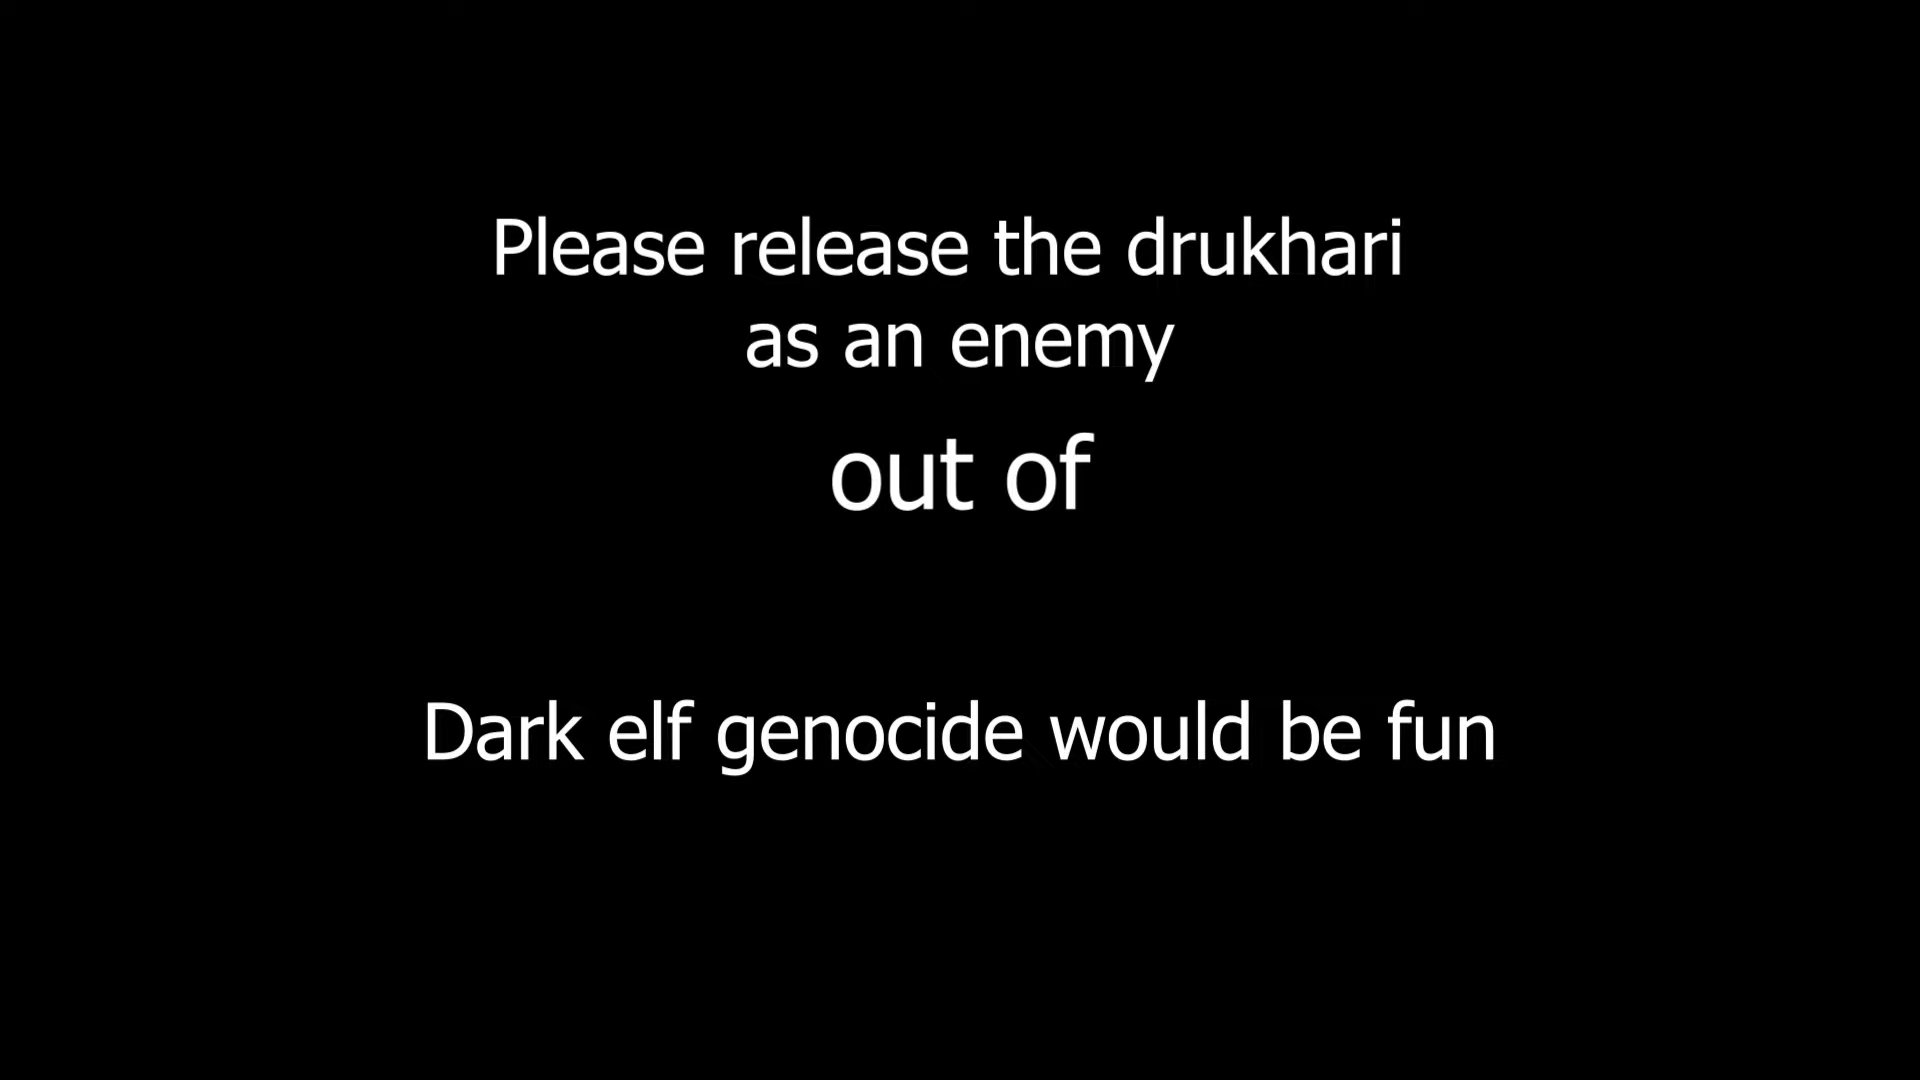 Please release the drukhari
as an enemy
out of
Dark elf genocide would be fun